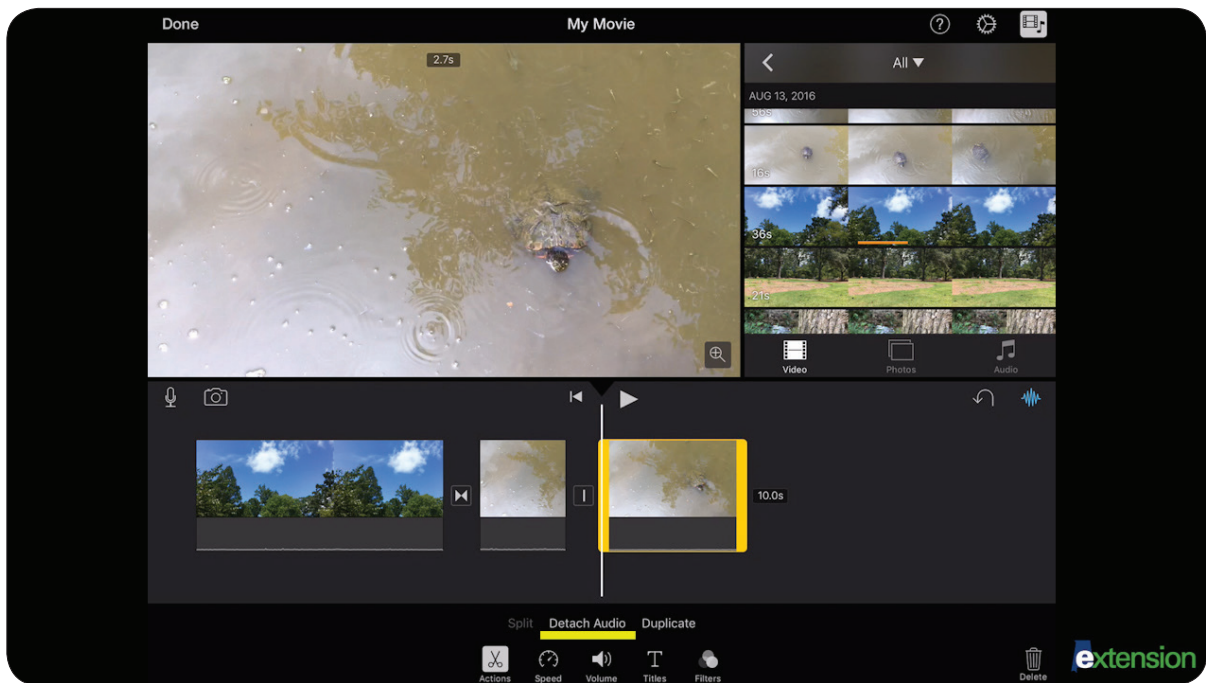 Done
My Movie
2.7s
All ▼
AUG 13, 2016
56s
16s
36s
21s
Video
Photos
Audio
10.0s
Split
Detach Audio
Duplicate
Actions
Speed
Volume
Titles
Filters
Delete
extension